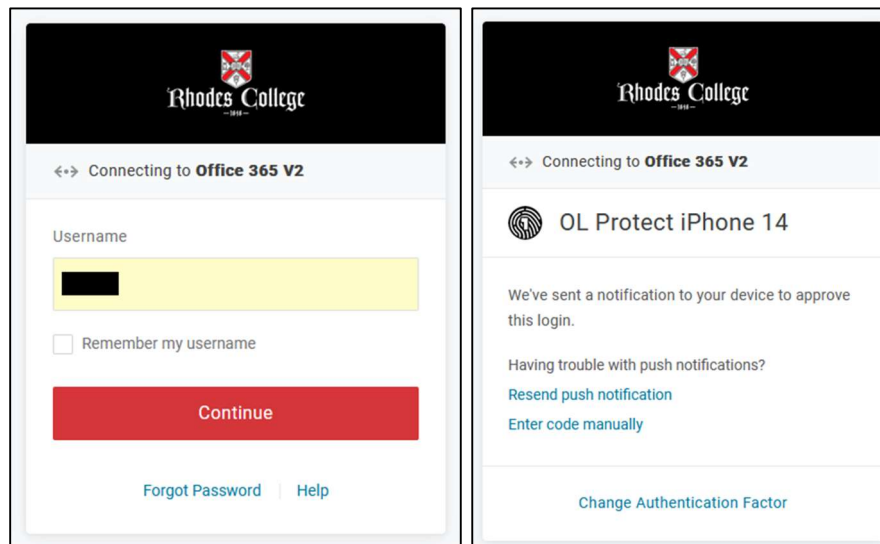 Rhodes College
—1848—
Connecting to Office 365 V2
Username
Remember my username
Continue
Forgot Password
Help
Rhodes College
—1848—
Connecting to Office 365 V2
OL Protect iPhone 14
We've sent a notification to your device to approve
this login.
Having trouble with push notifications?
Resend push notification
Enter code manually
Change Authentication Factor